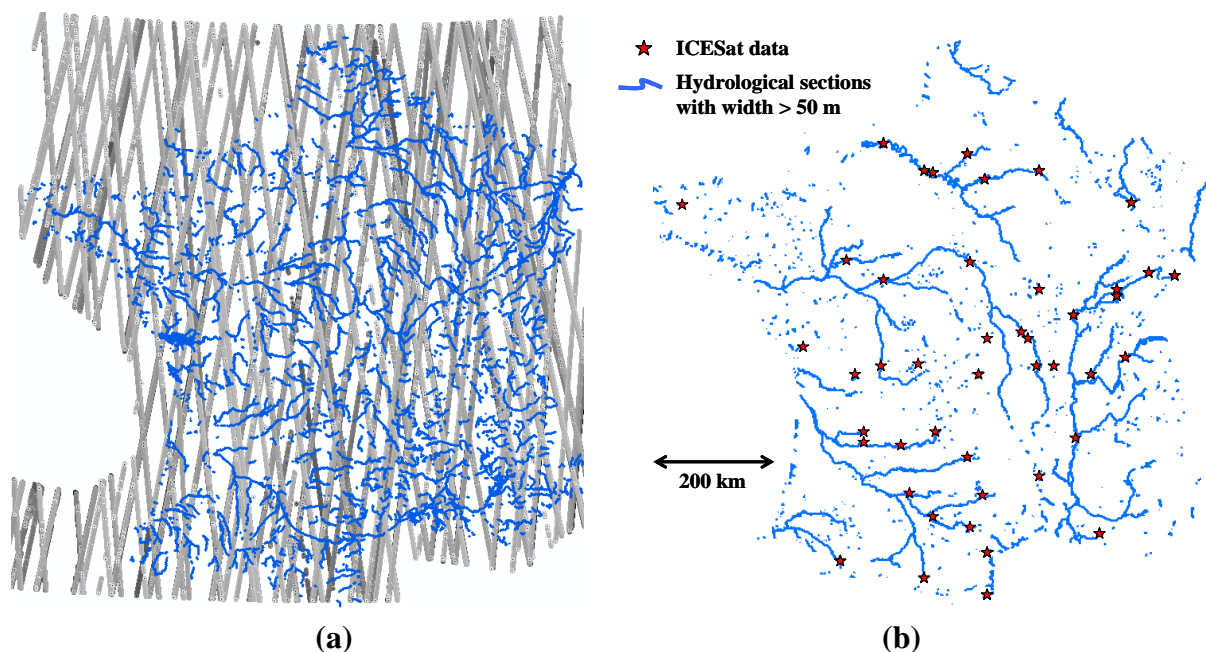 ICESat data
Hydrological sections
with width > 50 m
200 km
(a)
(b)